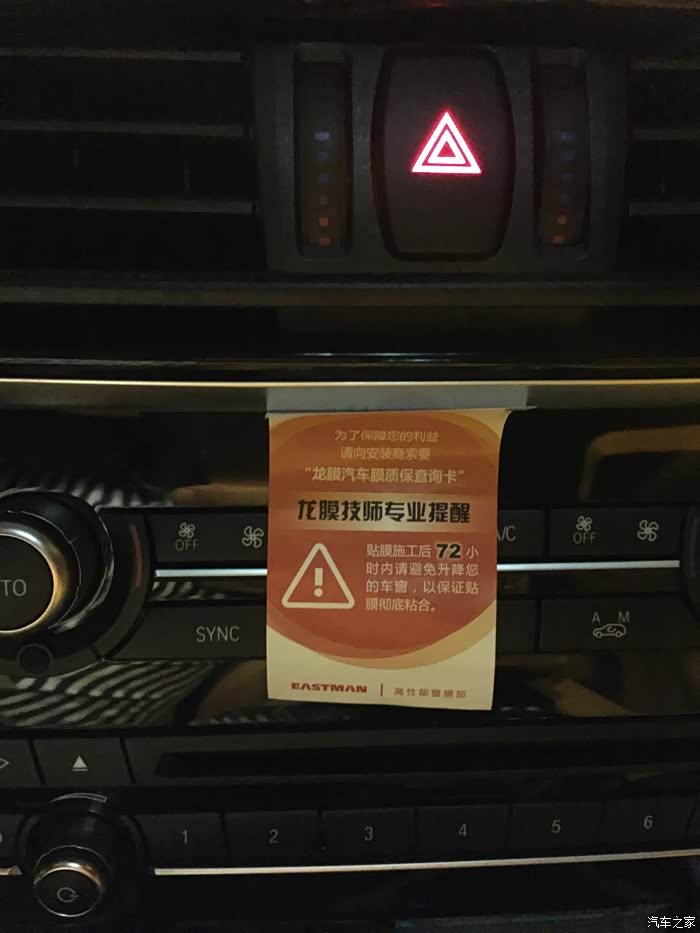 为了保障您的利益
请向安装商索要
“龙膜汽车膜质保查询卡”
龙膜技师专业提醒
贴膜施工后 72 小
时内请避免升降您
的车窗，以保证贴
膜彻底粘合。
EASTMAN | 高性能窗膜部
OFF
A/C
OFF
SYNC
A M
1 2 3 4 5 6
汽车之家